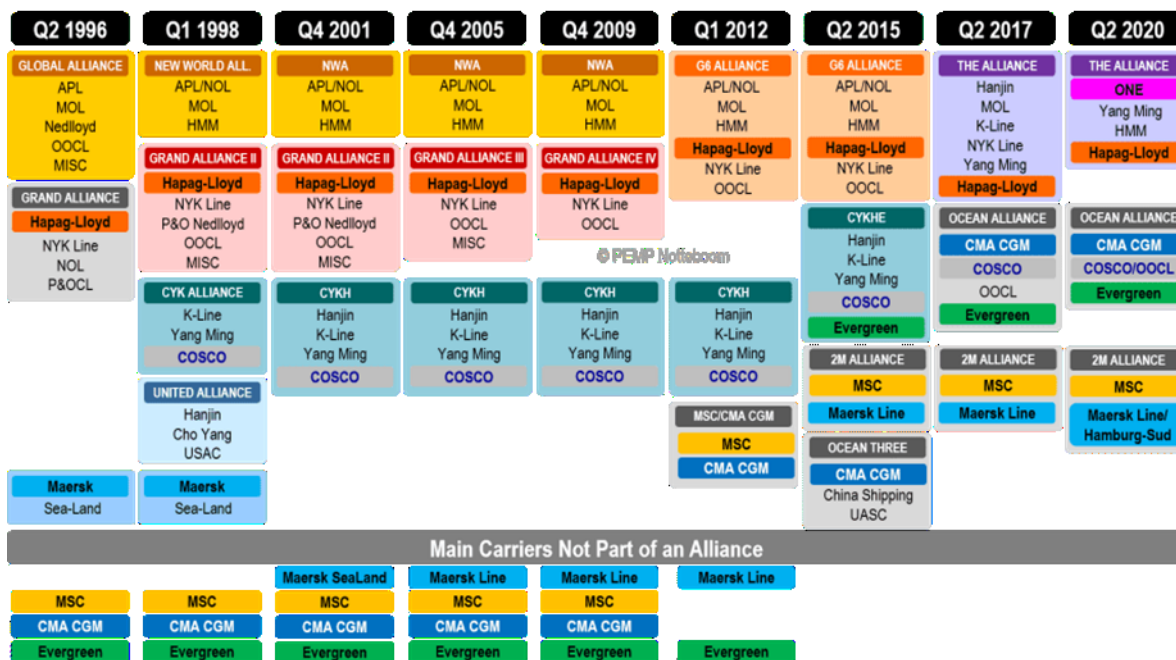 Q2 1996
GLOBAL ALLIANCE
APL
MOL
Nedlloyd
OOCL
MISC
GRAND ALLIANCE
Hapag-Lloyd
NYK Line
NOL
P&OCL
Maersk
Sea-Land
Q1 1998
NEW WORLD ALL.
APL/NOL
MOL
HMM
GRAND ALLIANCE II
Hapag-Lloyd
NYK Line
P&O Nedlloyd
OOCL
MISC
CYK ALLIANCE
K-Line
Yang Ming
COSCO
UNITED ALLIANCE
Hanjin
Cho Yang
USAC
Maersk
Sea-Land
Q4 2001
NWA
APL/NOL
MOL
HMM
GRAND ALLIANCE II
Hapag-Lloyd
NYK Line
P&O Nedlloyd
OOCL
MISC
CYKH
Hanjin
K-Line
Yang Ming
COSCO
Q4 2005
NWA
APL/NOL
MOL
HMM
GRAND ALLIANCE III
Hapag-Lloyd
NYK Line
OOCL
MISC
CYKH
Hanjin
K-Line
Yang Ming
COSCO
Q4 2009
NWA
APL/NOL
MOL
HMM
GRAND ALLIANCE IV
Hapag-Lloyd
NYK Line
OOCL
© PEMP Notteboom
CYKH
Hanjin
K-Line
Yang Ming
COSCO
Q1 2012
G6 ALLIANCE
APL/NOL
MOL
HMM
Hapag-Lloyd
NYK Line
OOCL
CYKH
Hanjin
K-Line
Yang Ming
COSCO
MSC/CMA CGM
MSC
CMA CGM
Q2 2015
G6 ALLIANCE
APL/NOL
MOL
HMM
Hapag-Lloyd
NYK Line
OOCL
CYKHE
Hanjin
K-Line
Yang Ming
COSCO
Evergreen
2M ALLIANCE
MSC
Maersk Line
OCEAN THREE
CMA CGM
China Shipping
UASC
Q2 2017
THE ALLIANCE
Hanjin
MOL
K-Line
NYK Line
Yang Ming
Hapag-Lloyd
OCEAN ALLIANCE
CMA CGM
COSCO
OOCL
Evergreen
2M ALLIANCE
MSC
Maersk Line
Q2 2020
THE ALLIANCE
ONE
Yang Ming
HMM
Hapag-Lloyd
OCEAN ALLIANCE
CMA CGM
COSCO/OOCL
Evergreen
2M ALLIANCE
MSC
Maersk Line/
Hamburg-Sud
Main Carriers Not Part of an Alliance
MSC
CMA CGM
Evergreen
MSC
CMA CGM
Evergreen
Maersk SeaLand
MSC
CMA CGM
Evergreen
Maersk Line
MSC
CMA CGM
Evergreen
Maersk Line
MSC
CMA CGM
Evergreen
Maersk Line
Evergreen